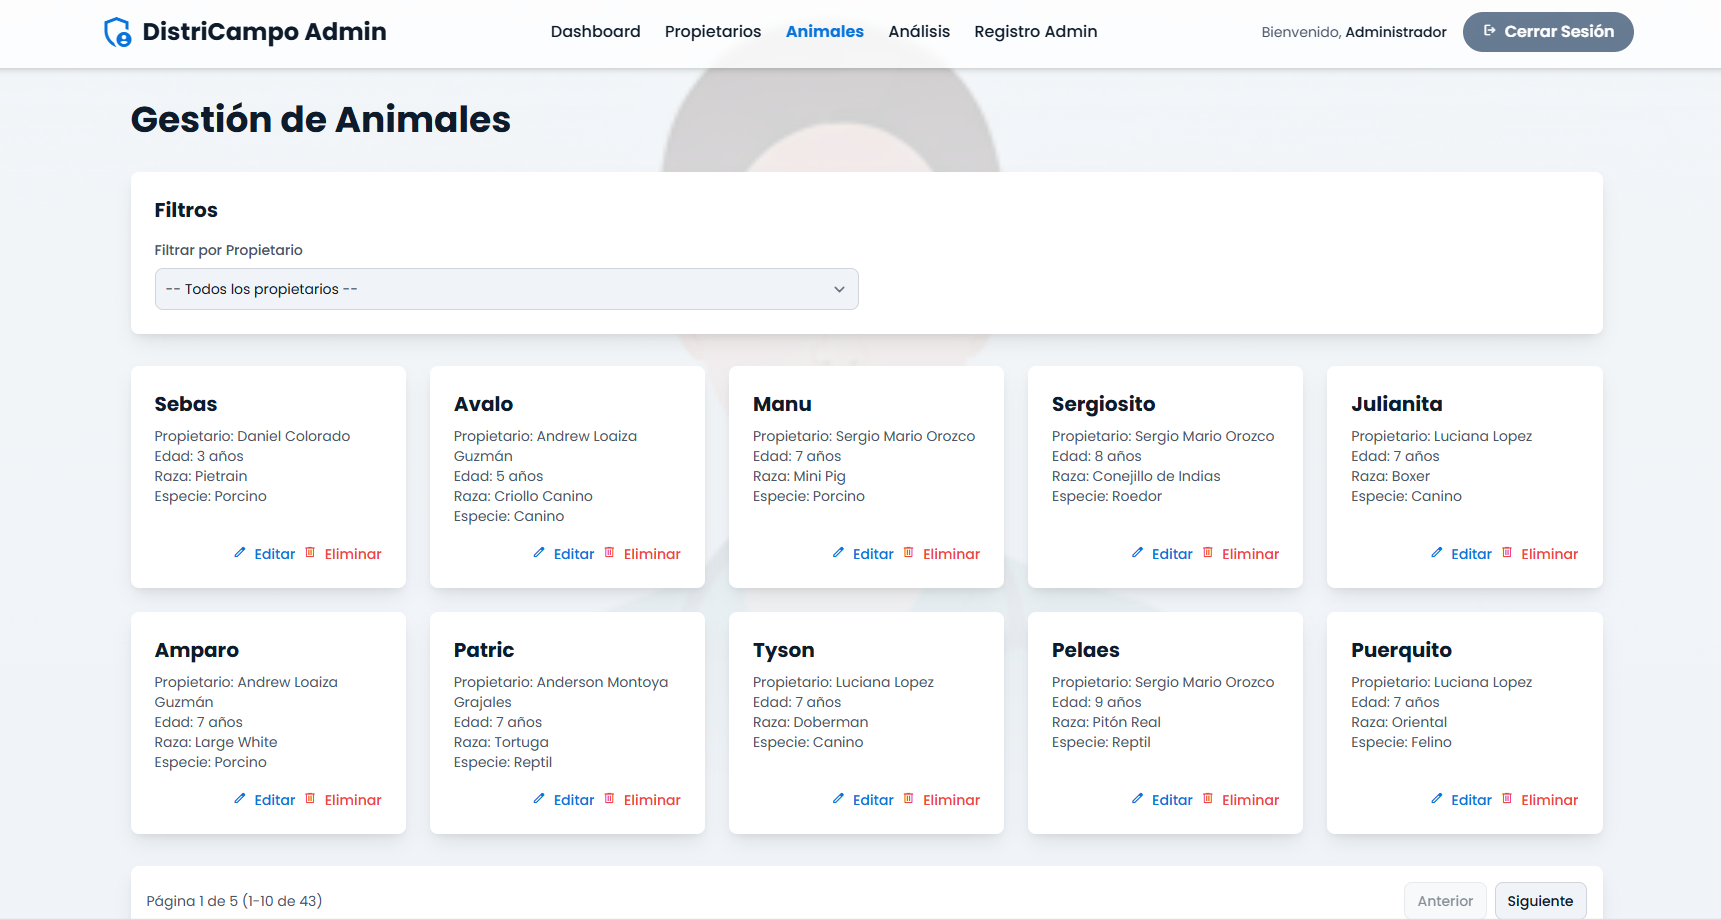 DistriCampo Admin
Dashboard Propietarios Animales Análisis Registro Admin
Bienvenido, Administrador
Cerrar Sesión
Gestión de Animales
Filtros
Filtrar por Propietario
-- Todos los propietarios --
Sebas
Propietario: Daniel Colorado
Edad: 3 años
Raza: Pietrain
Especie: Porcino
Editar Eliminar
Avalo
Propietario: Andrew Loaiza
Guzmán
Edad: 5 años
Raza: Criollo Canino
Especie: Canino
Editar Eliminar
Manu
Propietario: Sergio Mario Orozco
Edad: 7 años
Raza: Mini Pig
Especie: Porcino
Editar Eliminar
Sergiosito
Propietario: Sergio Mario Orozco
Edad: 8 años
Raza: Conejillo de Indias
Especie: Roedor
Editar Eliminar
Julianita
Propietario: Luciana Lopez
Edad: 7 años
Raza: Boxer
Especie: Canino
Editar Eliminar
Amparo
Propietario: Andrew Loaiza
Guzmán
Edad: 7 años
Raza: Large White
Especie: Porcino
Editar Eliminar
Patric
Propietario: Anderson Montoya
Grajales
Edad: 7 años
Raza: Tortuga
Especie: Reptil
Editar Eliminar
Tyson
Propietario: Luciana Lopez
Edad: 7 años
Raza: Doberman
Especie: Canino
Editar Eliminar
Pelaes
Propietario: Sergio Mario Orozco
Edad: 9 años
Raza: Pitón Real
Especie: Reptil
Editar Eliminar
Puerquito
Propietario: Luciana Lopez
Edad: 7 años
Raza: Oriental
Especie: Felino
Editar Eliminar
Página 1 de 5 (1-10 de 43)
Anterior Siguiente